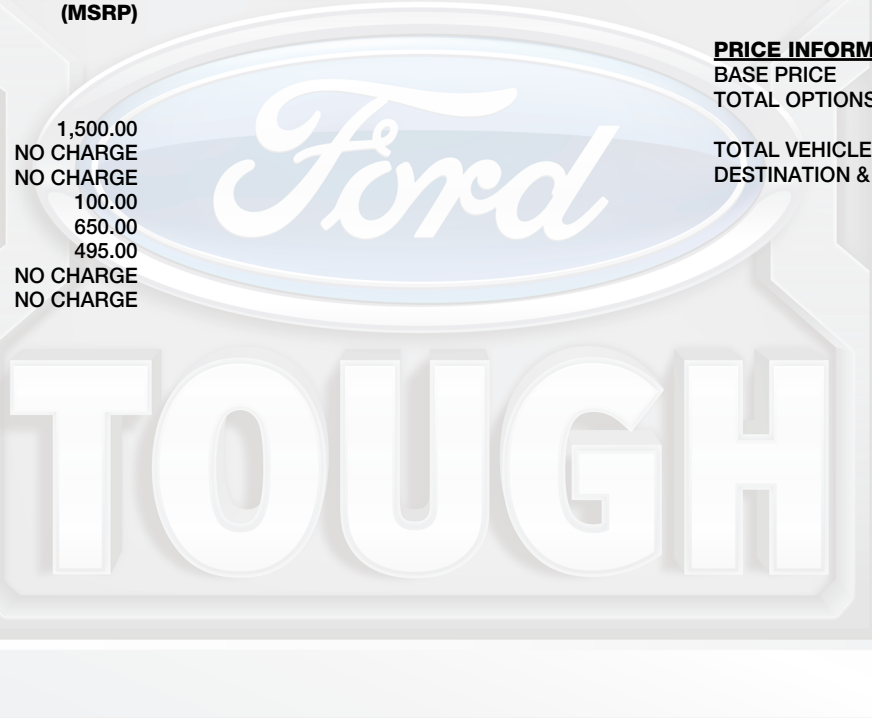 (MSRP)
1,500.00
NO CHARGE
NO CHARGE
100.00
650.00
495.00
NO CHARGE
NO CHARGE
PRICE INFORM
BASE PRICE
TOTAL OPTIONS
TOTAL VEHICLE
DESTINATION &
Ford
TOUGH